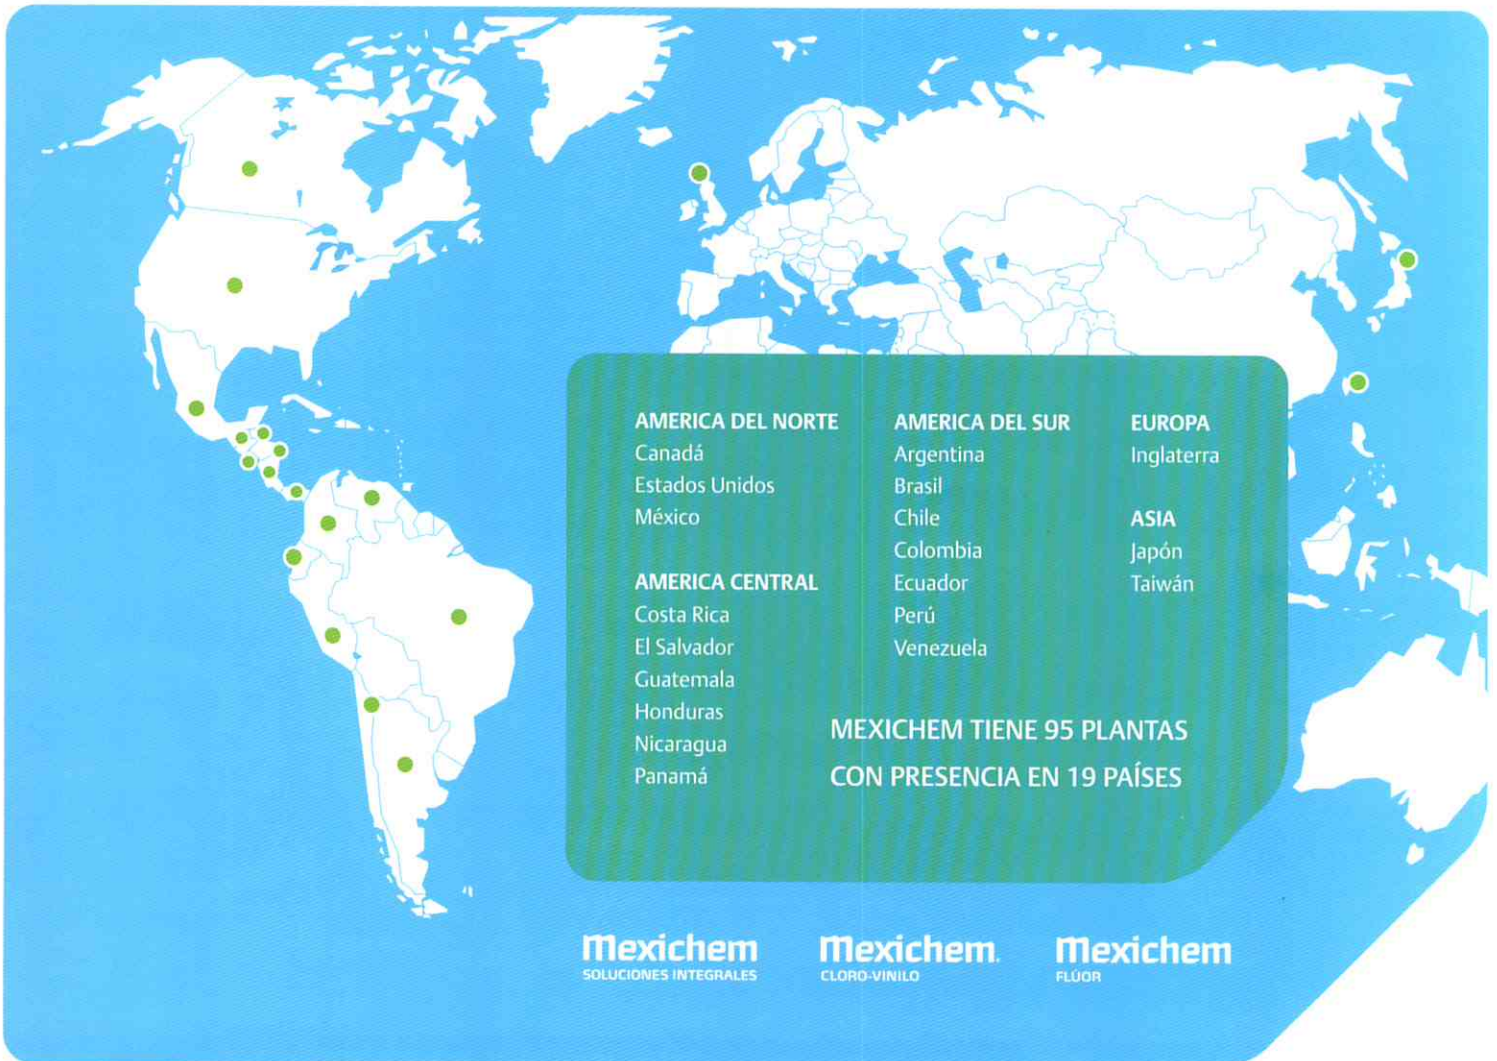 AMERICA DEL NORTE
Canadá
Estados Unidos
México
AMERICA CENTRAL
Costa Rica
El Salvador
Guatemala
Honduras
Nicaragua
Panamá
AMERICA DEL SUR
Argentina
Brasil
Chile
Colombia
Ecuador
Perú
Venezuela
EUROPA
Inglaterra
ASIA
Japón
Taiwán
MEXICHEM TIENE 95 PLANTAS
CON PRESENCIA EN 19 PAÍSES
Mexichem
SOLUCIONES INTEGRALES
Mexichem.
CLORO-VINILO
Mexichem
FLÚOR